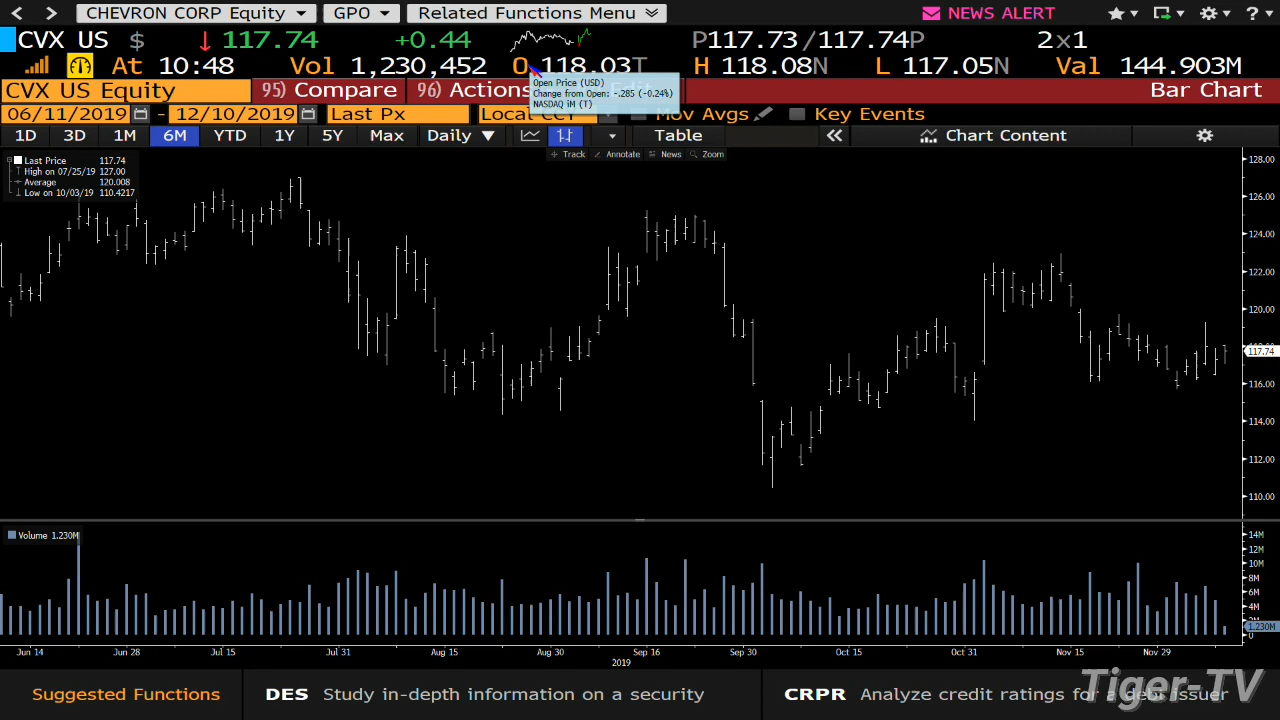 CHEVRON CORP Equity GPO Related Functions Menu NEWS ALERT ?
CVX US $ ↓ 117.74 +0.44 P117.73 /117.74P 2x1
At 10:48 Vol 1,230,452 O 118.03T H 118.08N L 117.05N Val 144.903M
CVX US Equity 95) Compare 96) Actions Bar Chart
Open Price (USD)
Change from Open: -.285 (-0.24%)
NASDAQ iM (T)
06/11/2019 - 12/10/2019 Last Px Local CCY Mov Avgs Key Events
1D 3D 1M 6M YTD 1Y 5Y Max Daily ▼ Table « Chart Content
Track Annotate News Zoom
Last Price 117.74
High on 07/25/19 127.00
Average 120.008
Low on 10/03/19 110.4217
128.00
126.00
124.00
122.00
120.00
117.74
116.00
114.00
112.00
110.00
Volume 1.230M
14M
12M
10M
8M
6M
4M
1.230M
0
Jun 14 Jun 28 Jul 15 Jul 31 Aug 15 Aug 30 Sep 16 Sep 30 Oct 15 Oct 31 Nov 15 Nov 29
2019
Suggested Functions DES Study in-depth information on a security CRPR Analyze credit ratings for a debt issuer
Tiger-TV